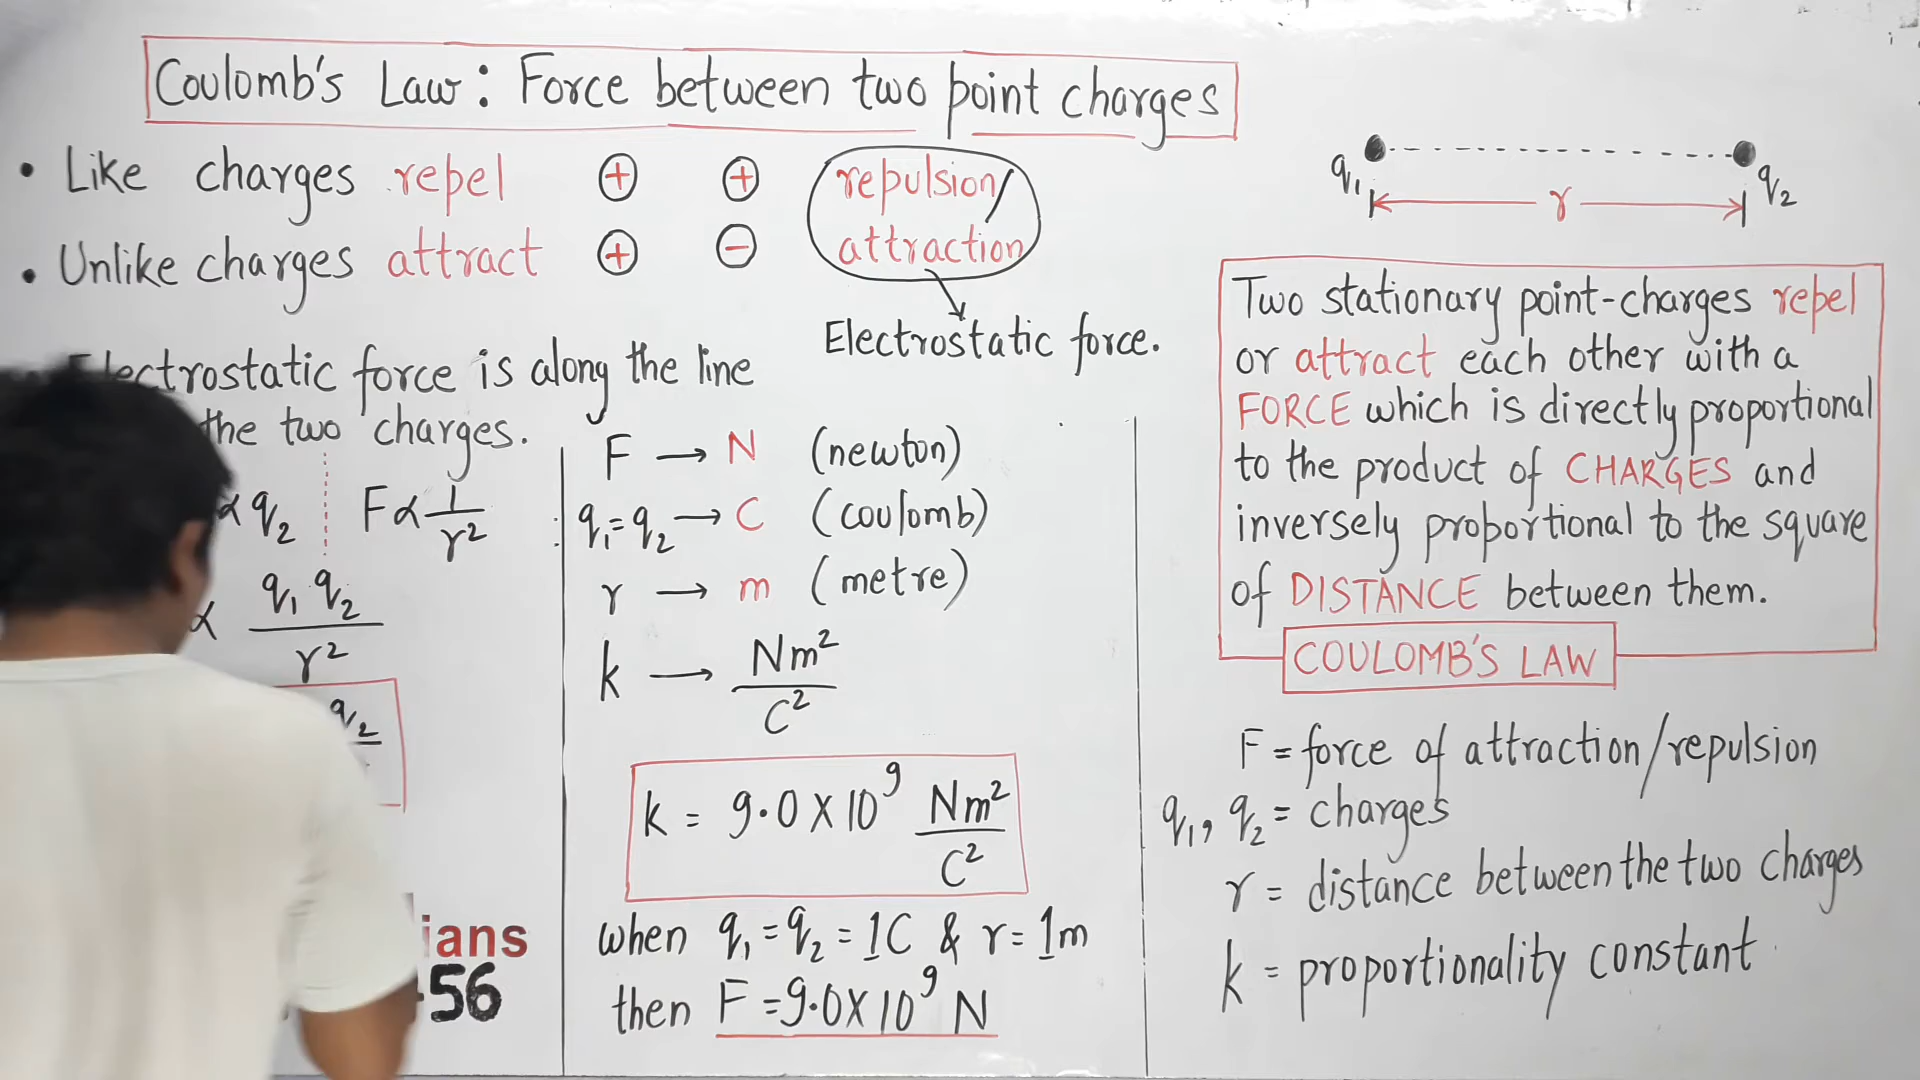 Coulomb's Law: Force between two point charges
• Like charges repel + + repulsion/
• Unlike charges attract + − attraction
Electrostatic force.
Electrostatic force is along the line
the two charges.
∝ q₂ F ∝ 1/r²
∝ q₁ q₂ / r²
q₂
F → N (newton)
q₁ = q₂ → C (coulomb)
r → m (metre)
k → Nm²/C²
k = 9.0 X 10⁹ Nm²/C²
when q₁ = q₂ = 1C & r = 1m
then F = 9.0X10⁹ N
ians
56
q₁ q₂
r
Two stationary point-charges repel
or attract each other with a
FORCE which is directly proportional
to the product of CHARGES and
inversely proportional to the square
of DISTANCE between them.
COULOMB'S LAW
F = force of attraction/repulsion
q₁, q₂ = charges
r = distance between the two charges
k = proportionality constant